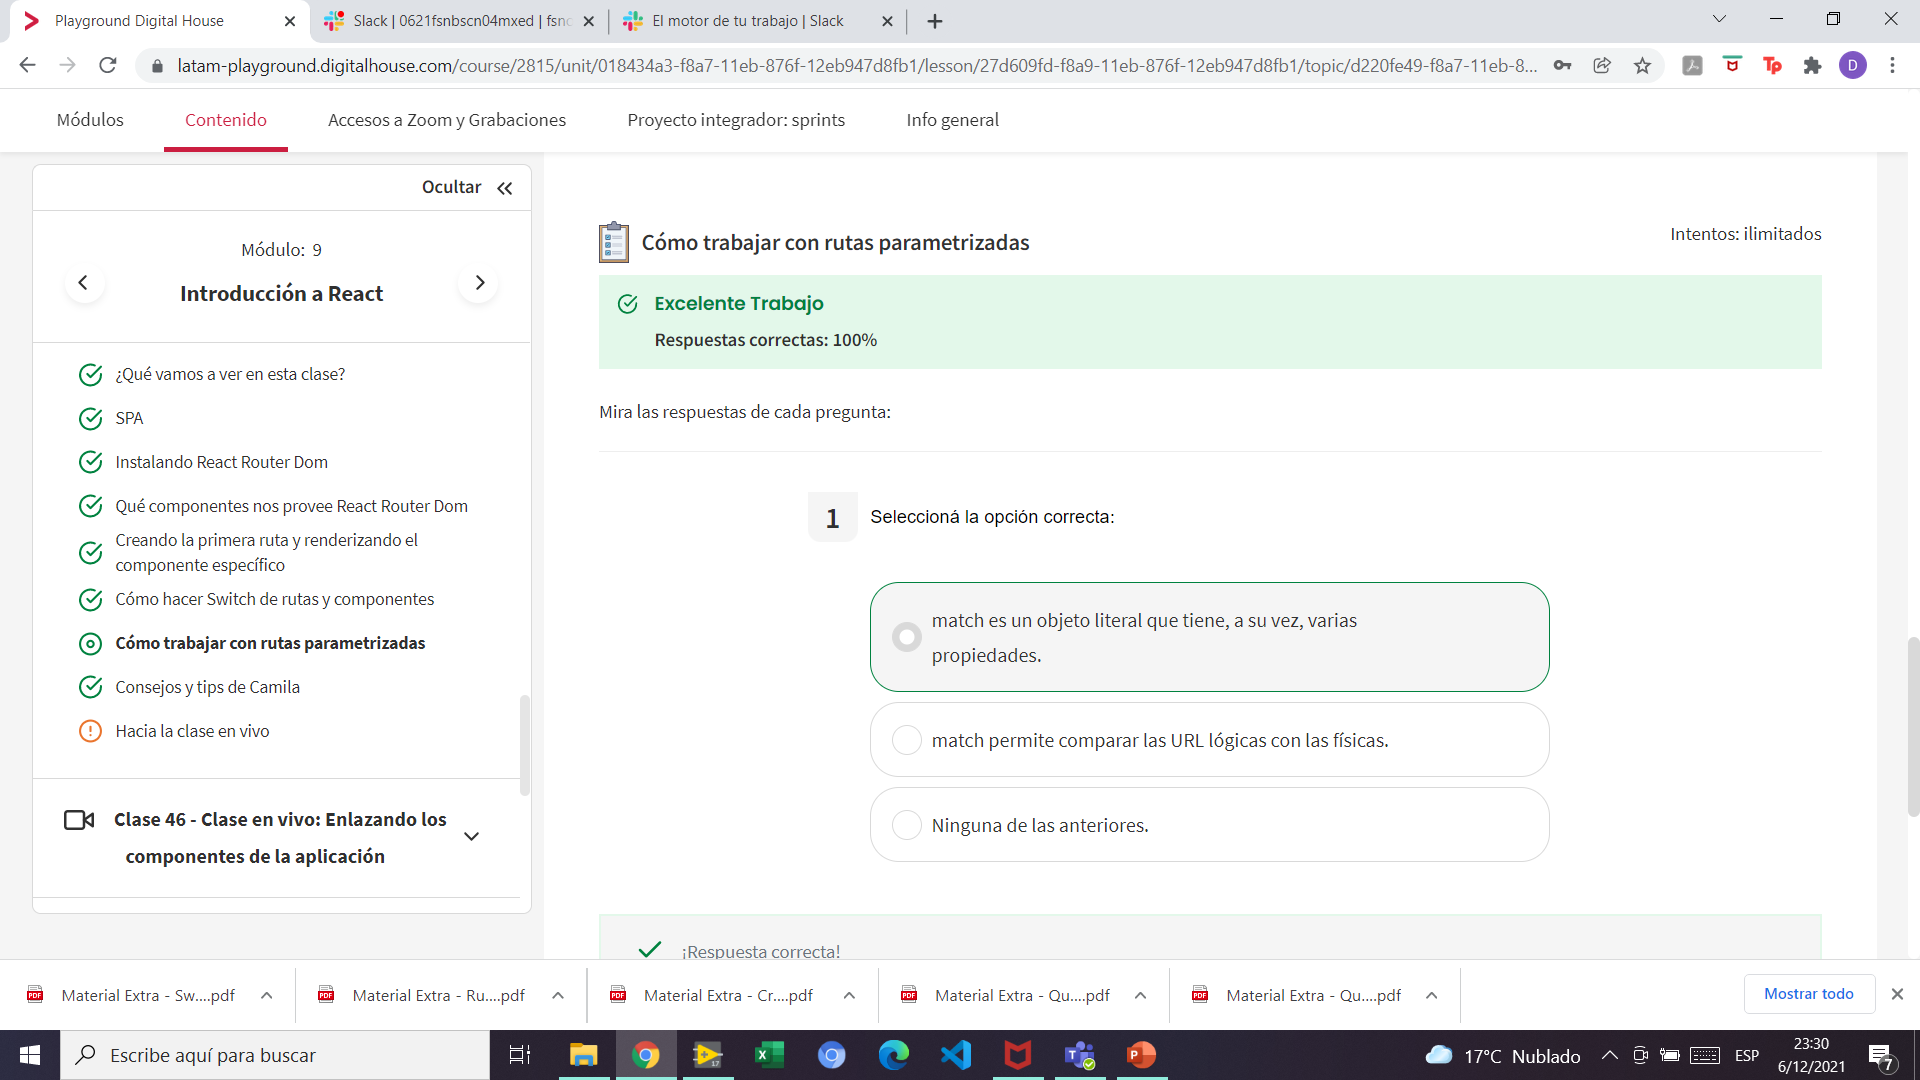 Playground Digital House
Slack | 0621fsnbscn04mxed | fsnc
El motor de tu trabajo | Slack
latam-playground.digitalhouse.com/course/2815/unit/018434a3-f8a7-11eb-876f-12eb947d8fb1/lesson/27d609fd-f8a9-11eb-876f-12eb947d8fb1/topic/d220fe49-f8a7-11eb-8...
Tp
D
Módulos
Contenido
Accesos a Zoom y Grabaciones
Proyecto integrador: sprints
Info general
Ocultar
Módulo: 9
Introducción a React
¿Qué vamos a ver en esta clase?
SPA
Instalando React Router Dom
Qué componentes nos provee React Router Dom
Creando la primera ruta y renderizando el
componente específico
Cómo hacer Switch de rutas y componentes
Cómo trabajar con rutas parametrizadas
Consejos y tips de Camila
Hacia la clase en vivo
Clase 46 - Clase en vivo: Enlazando los
componentes de la aplicación
Cómo trabajar con rutas parametrizadas
Intentos: ilimitados
Excelente Trabajo
Respuestas correctas: 100%
Mira las respuestas de cada pregunta:
1
Seleccioná la opción correcta:
match es un objeto literal que tiene, a su vez, varias
propiedades.
match permite comparar las URL lógicas con las físicas.
Ninguna de las anteriores.
¡Respuesta correcta!
PDF
Material Extra - Sw....pdf
PDF
Material Extra - Ru....pdf
PDF
Material Extra - Cr....pdf
PDF
Material Extra - Qu....pdf
PDF
Material Extra - Qu....pdf
Mostrar todo
Escribe aquí para buscar
17°C Nublado
ESP
23:30
6/12/2021
7